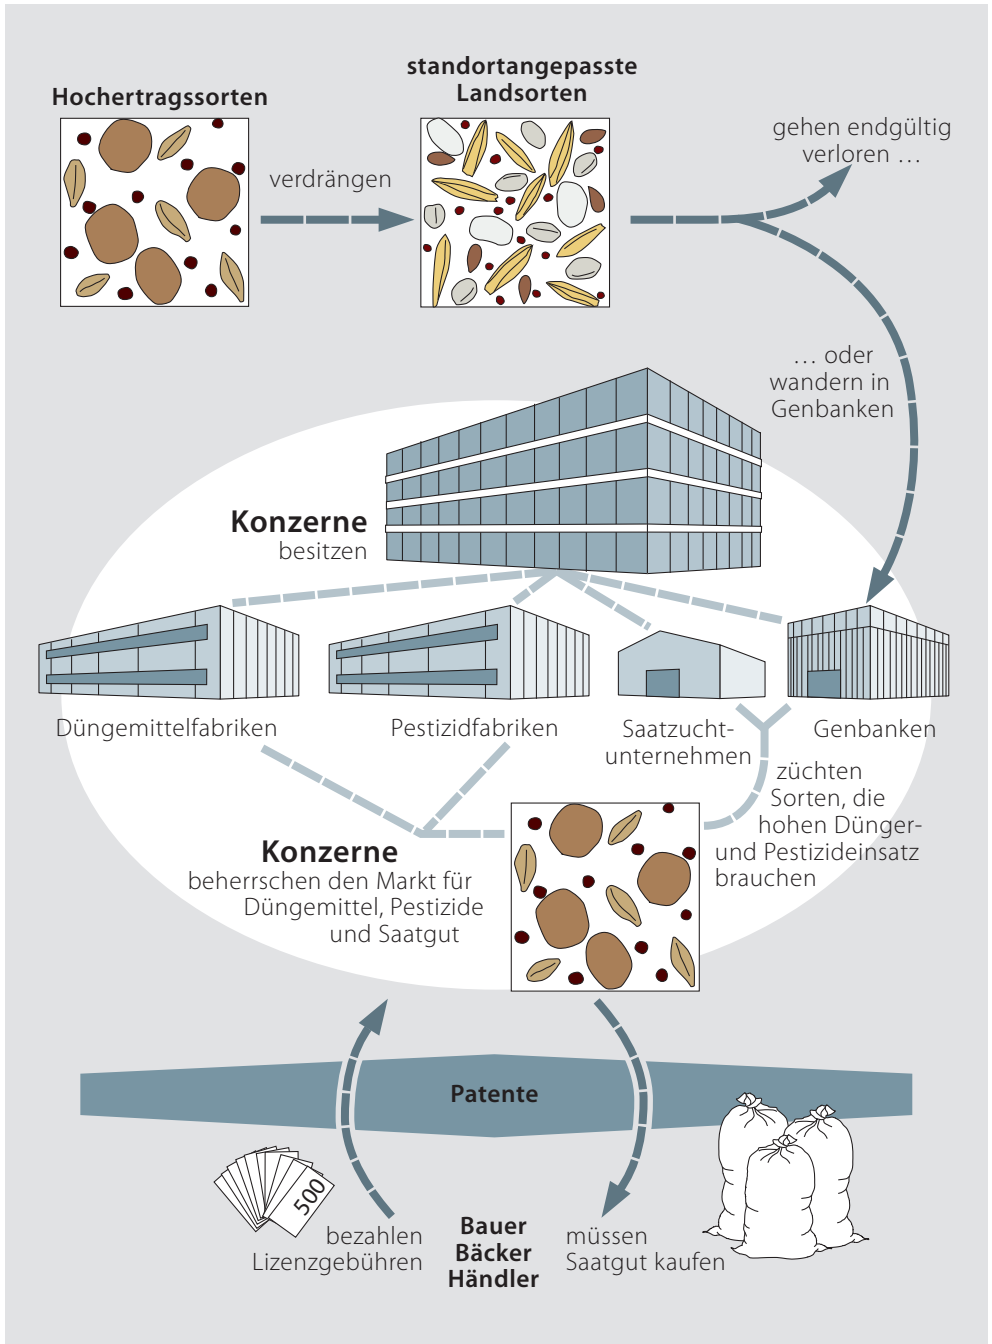 Hochertragssorten
standortangepasste
Landsorten
verdrängen
gehen endgültig
verloren …
… oder
wandern in
Genbanken
Konzerne
besitzen
Düngemittelfabriken
Pestizidfabriken
Saatzucht-
unternehmen
Genbanken
züchten
Sorten, die
hohen Dünger-
und Pestizideinsatz
brauchen
Konzerne
beherrschen den Markt für
Düngemittel, Pestizide
und Saatgut
Patente
500
bezahlen
Lizenzgebühren
Bauer
Bäcker
Händler
müssen
Saatgut kaufen